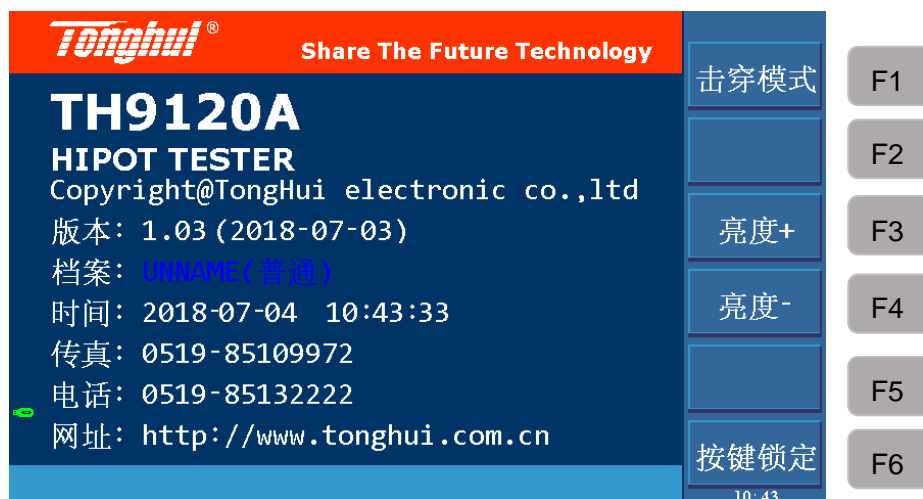 Tonghui®
Share The Future Technology
TH9120A
HIPOT TESTER
Copyright@TongHui electronic co.,ltd
版本: 1.03(2018-07-03)
档案: UNNAME(普通)
时间: 2018-07-04 10:43:33
传真: 0519-85109972
电话: 0519-85132222
网址: http://www.tonghui.com.cn
击穿模式
亮度+
亮度-
按键锁定
10:43
F1
F2
F3
F4
F5
F6